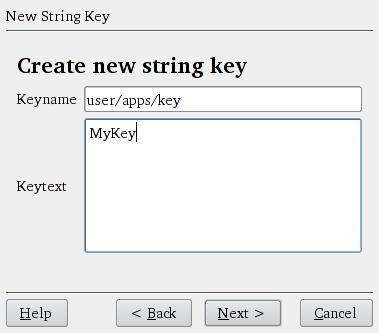 New String Key
Create new string key
Keyname user/apps/key
MyKey
Keytext
Help < Back Next > Cancel